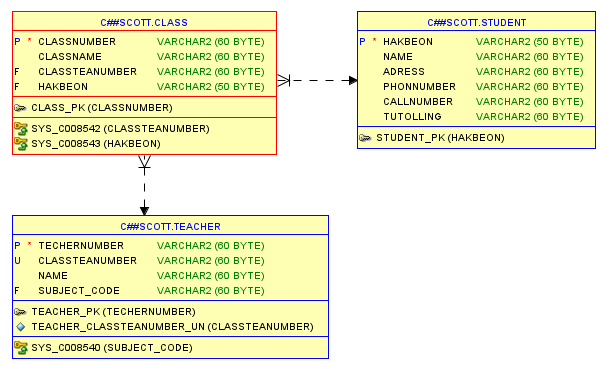 C##SCOTT.CLASS
P * CLASSNUMBER VARCHAR2 (60 BYTE)
CLASSNAME VARCHAR2 (60 BYTE)
F CLASSTEANUMBER VARCHAR2 (60 BYTE)
F HAKBEON VARCHAR2 (50 BYTE)
CLASS_PK (CLASSNUMBER)
SYS_C008542 (CLASSTEANUMBER)
SYS_C008543 (HAKBEON)
C##SCOTT.STUDENT
P * HAKBEON VARCHAR2 (50 BYTE)
NAME VARCHAR2 (60 BYTE)
ADRESS VARCHAR2 (60 BYTE)
PHONNUMBER VARCHAR2 (60 BYTE)
CALLNUMBER VARCHAR2 (60 BYTE)
TUTOLLING VARCHAR2 (60 BYTE)
STUDENT_PK (HAKBEON)
C##SCOTT.TEACHER
P * TECHERNUMBER VARCHAR2 (60 BYTE)
U CLASSTEANUMBER VARCHAR2 (60 BYTE)
NAME VARCHAR2 (60 BYTE)
F SUBJECT_CODE VARCHAR2 (60 BYTE)
TEACHER_PK (TECHERNUMBER)
TEACHER_CLASSTEANUMBER_UN (CLASSTEANUMBER)
SYS_C008540 (SUBJECT_CODE)